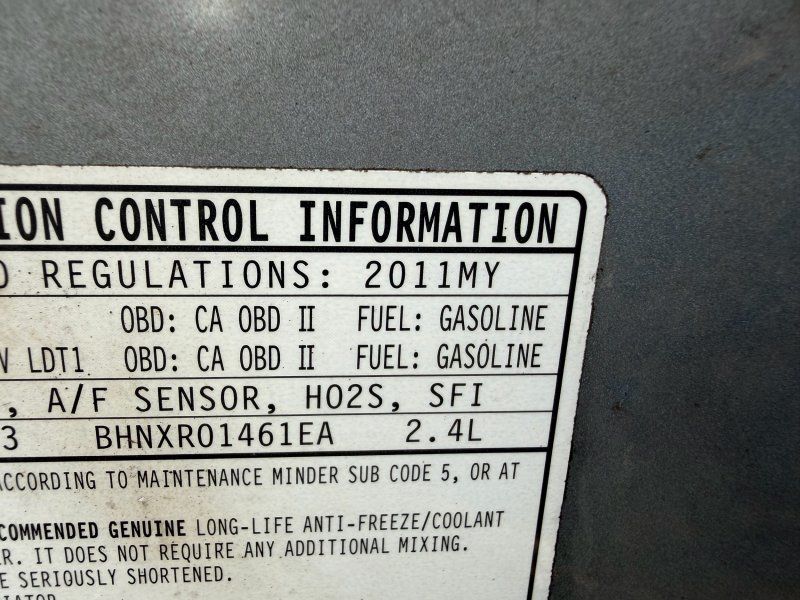 ION CONTROL INFORMATION
D REGULATIONS: 2011MY
OBD: CA OBD II FUEL: GASOLINE
LDT1 OBD: CA OBD II FUEL: GASOLINE
, A/F SENSOR, HO2S, SFI
3 BHNXR01461EA 2.4L
ACCORDING TO MAINTENANCE MINDER SUB CODE 5, OR AT
COMMENDED GENUINE LONG-LIFE ANTI-FREEZE/COOLANT
R. IT DOES NOT REQUIRE ANY ADDITIONAL MIXING.
E SERIOUSLY SHORTENED.